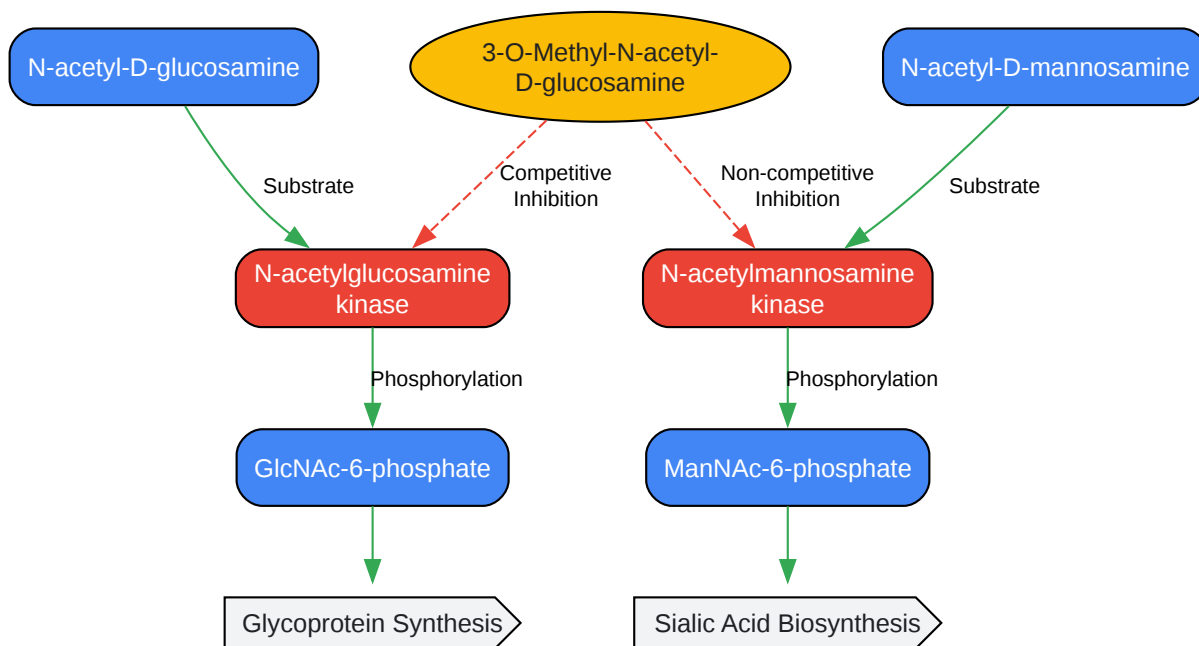 N-acetyl-D-glucosamine
3-O-Methyl-N-acetyl-
D-glucosamine
N-acetyl-D-mannosamine
Substrate
Competitive
Inhibition
Non-competitive
Inhibition
Substrate
N-acetylglucosamine
kinase
N-acetylmannosamine
kinase
Phosphorylation
Phosphorylation
GlcNAc-6-phosphate
ManNAc-6-phosphate
Glycoprotein Synthesis
Sialic Acid Biosynthesis